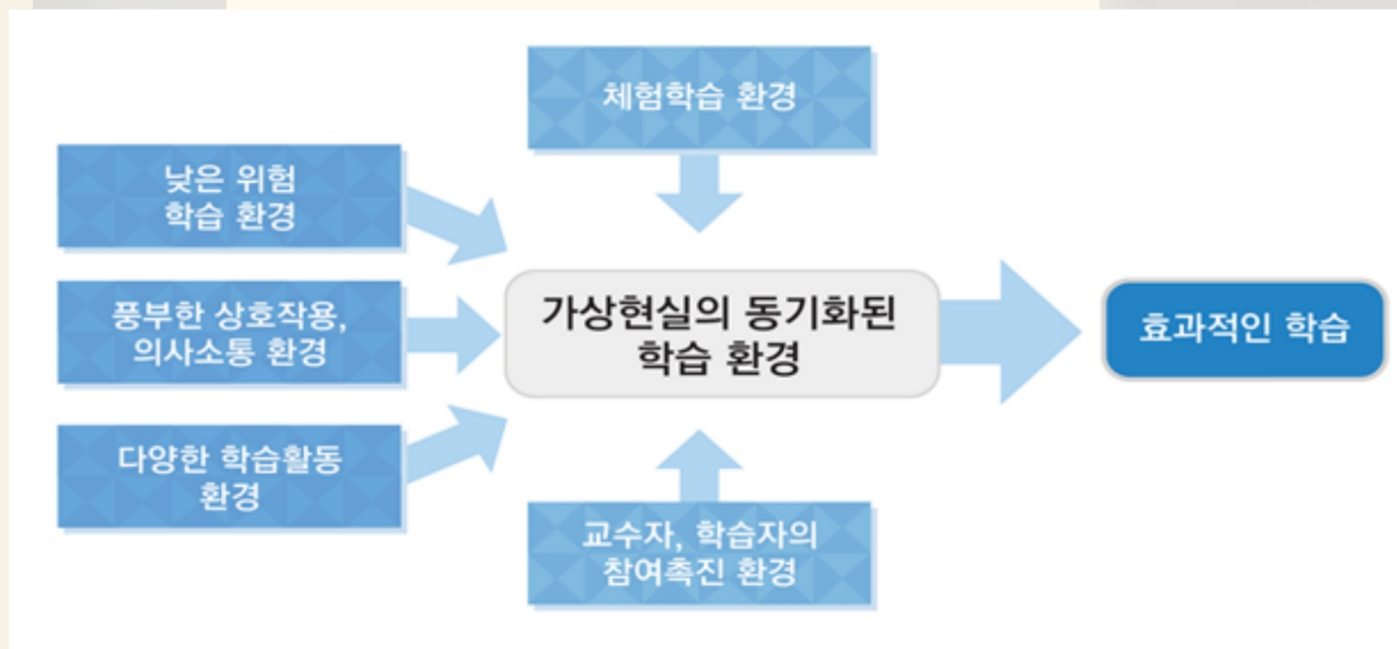 체험학습 환경
낮은 위험
학습 환경
풍부한 상호작용,
의사소통 환경
다양한 학습활동
환경
가상현실의 동기화된
학습 환경
효과적인 학습
교수자, 학습자의
참여촉진 환경